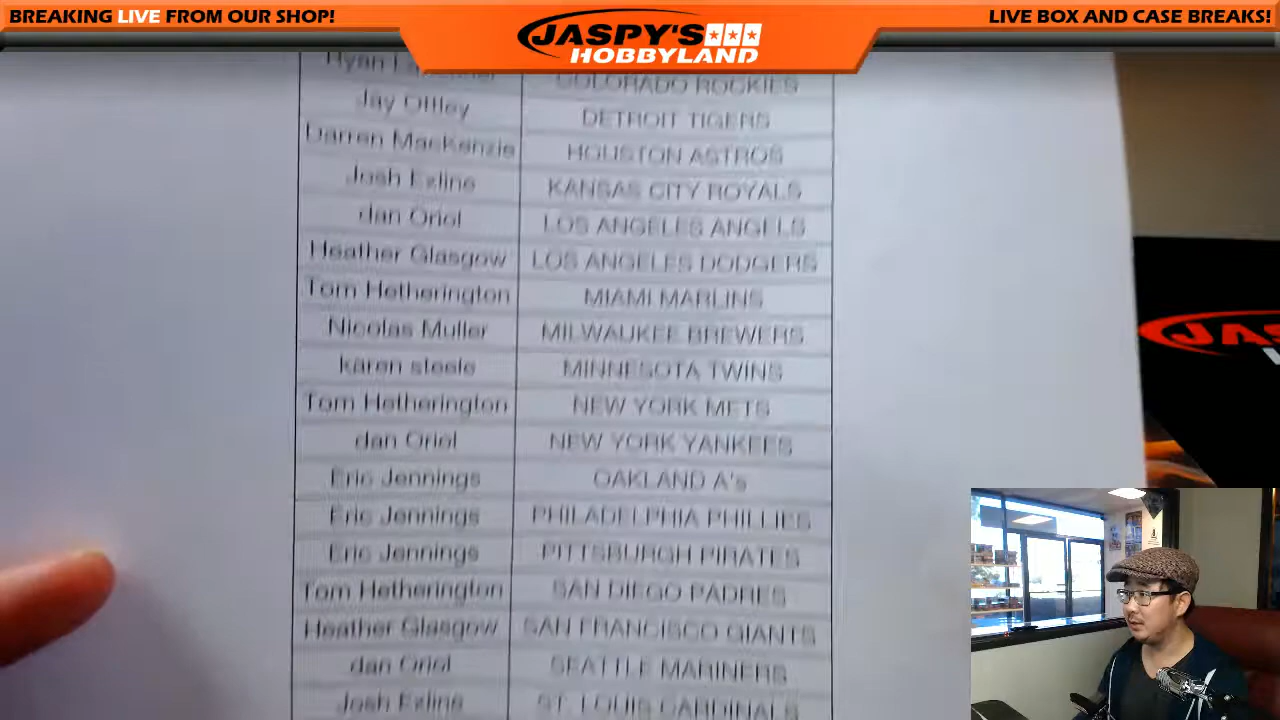 BREAKING LIVE FROM OUR SHOP!
JASPY'S
HOBBYLAND
LIVE BOX AND CASE BREAKS!
Ryan COLORADO ROCKIES
Jay Ottley DETROIT TIGERS
Darren MacKenzie HOUSTON ASTROS
Josh Ezline KANSAS CITY ROYALS
dan Oriol LOS ANGELES ANGELS
Heather Glasgow LOS ANGELES DODGERS
Tom Hetherington MIAMI MARLINS
Nicolas Muller MILWAUKEE BREWERS
karen steele MINNESOTA TWINS
Tom Hetherington NEW YORK METS
dan Oriol NEW YORK YANKEES
Eric Jennings OAKLAND A's
Eric Jennings PHILADELPHIA PHILLIES
Eric Jennings PITTSBURGH PIRATES
Tom Hetherington SAN DIEGO PADRES
Heather Glasgow SAN FRANCISCO GIANTS
dan Oriol SEATTLE MARINERS
Josh Ezline ST. LOUIS CARDINALS